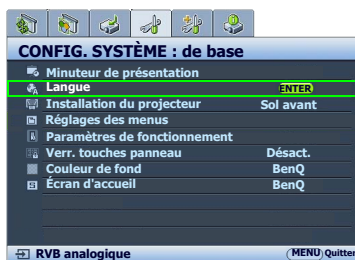 CONFIG. SYSTÈME : de base
Minuteur de présentation
Langue ENTER
Installation du projecteur Sol avant
Réglages des menus
Paramètres de fonctionnement
Verr. touches panneau Désact.
Couleur de fond BenQ
Écran d'accueil BenQ
RVB analogique MENU Quitter